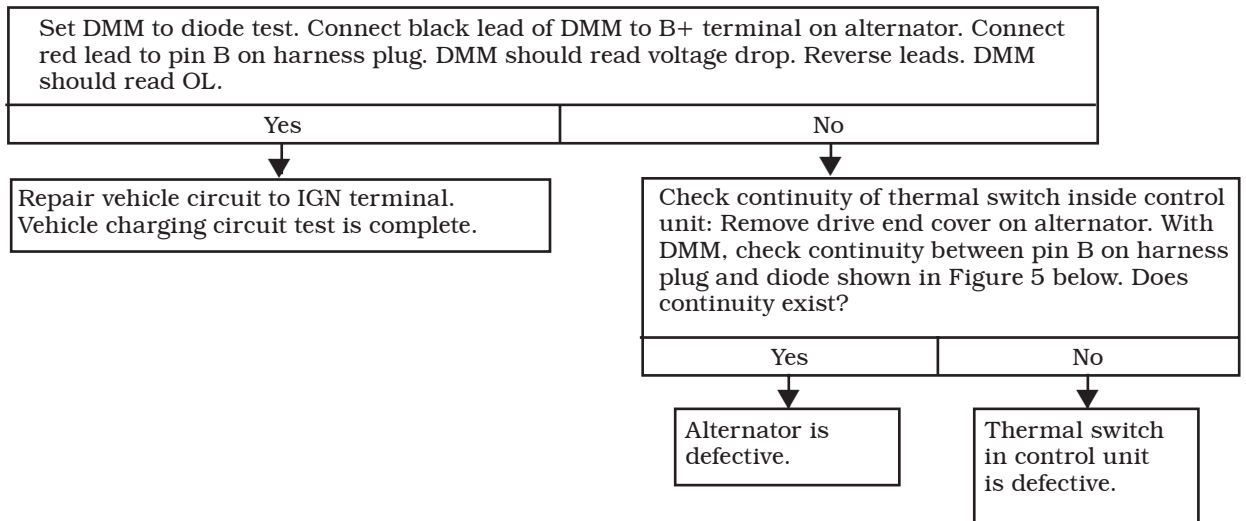 Set DMM to diode test. Connect black lead of DMM to B+ terminal on alternator. Connect
red lead to pin B on harness plug. DMM should read voltage drop. Reverse leads. DMM
should read OL.
Yes
No
Repair vehicle circuit to IGN terminal.
Vehicle charging circuit test is complete.
Check continuity of thermal switch inside control
unit: Remove drive end cover on alternator. With
DMM, check continuity between pin B on harness
plug and diode shown in Figure 5 below. Does
continuity exist?
Yes
No
Alternator is
defective.
Thermal switch
in control unit
is defective.